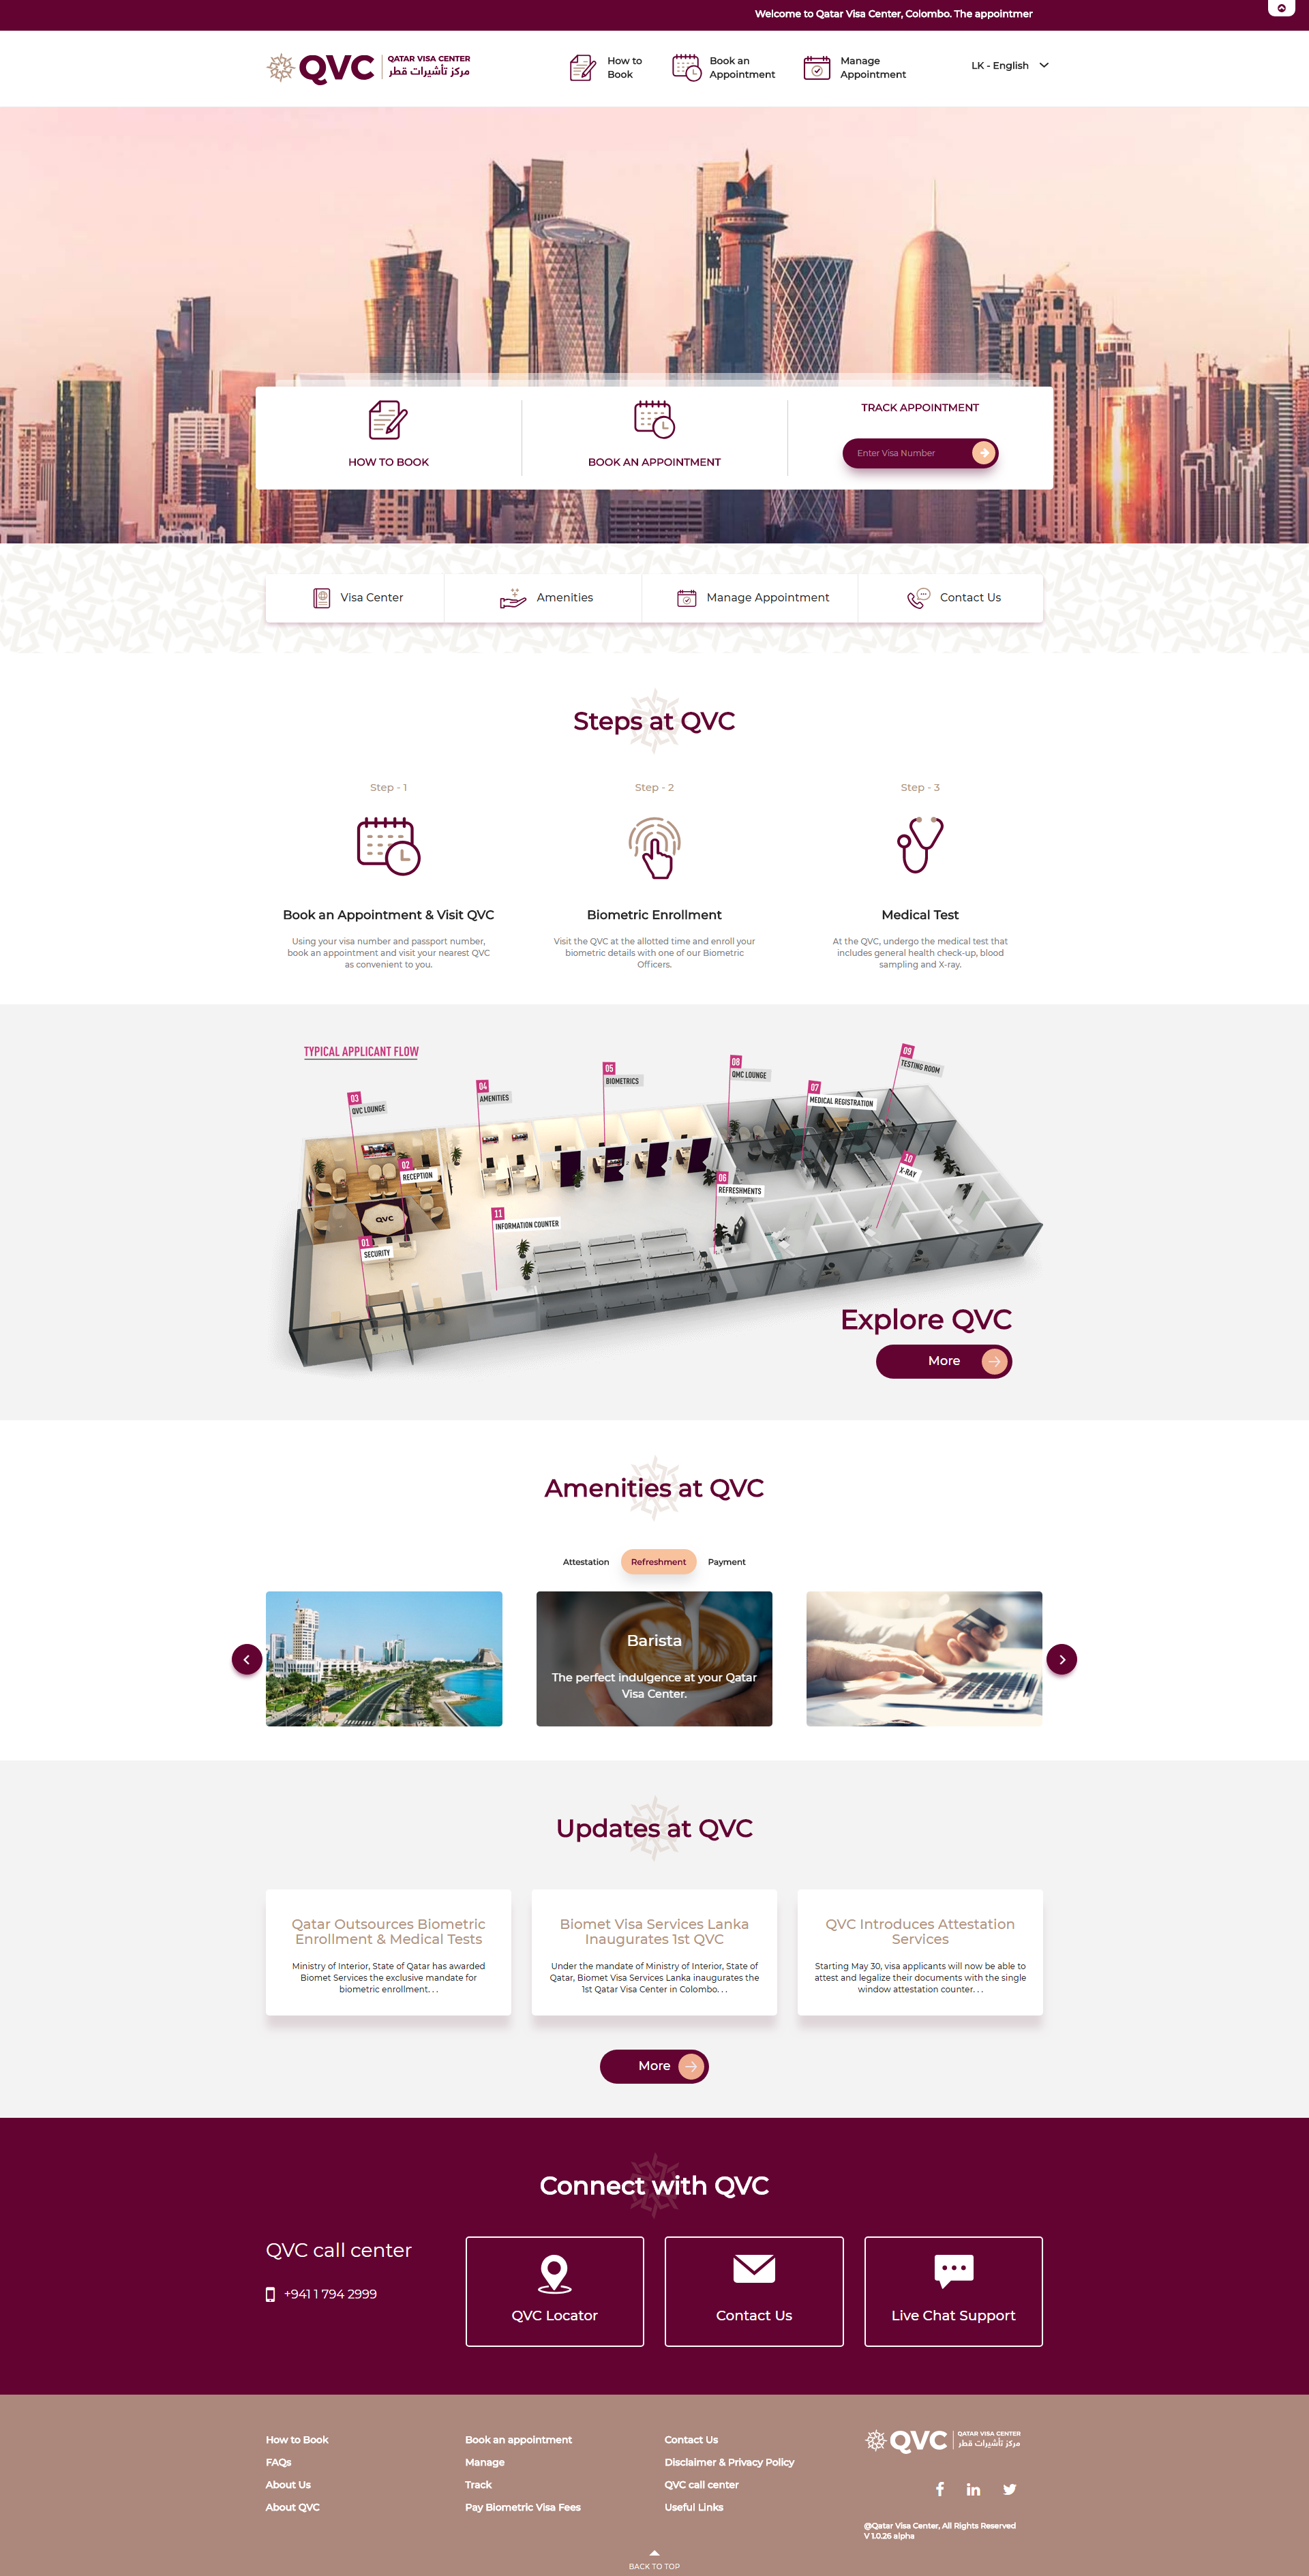 Welcome to Qatar Visa Center, Colombo. The appointmer
QVC
QATAR VISA CENTER
مركز تأشيرات قطر
How to
Book
Book an
Appointment
Manage
Appointment
LK - English
HOW TO BOOK
BOOK AN APPOINTMENT
TRACK APPOINTMENT
Enter Visa Number
Visa Center
Amenities
Manage Appointment
Contact Us
Steps at QVC
Step - 1
Book an Appointment & Visit QVC
Using your visa number and passport number,
book an appointment and visit your nearest QVC
as convenient to you.
Step - 2
Biometric Enrollment
Visit the QVC at the allotted time and enroll your
biometric details with one of our Biometric
Officers.
Step - 3
Medical Test
At the QVC, undergo the medical test that
includes general health check-up, blood
sampling and X-ray.
TYPICAL APPLICANT FLOW
03
QVC LOUNGE
04
AMENITIES
05
BIOMETRICS
08
QMC LOUNGE
07
MEDICAL REGISTRATION
09
TESTING ROOM
02
RECEPTION
06
REFRESHMENTS
10
X-RAY
QVC
11
INFORMATION COUNTER
01
SECURITY
Explore QVC
More
Amenities at QVC
Attestation
Refreshment
Payment
Barista
The perfect indulgence at your Qatar
Visa Center.
Updates at QVC
Qatar Outsources Biometric
Enrollment & Medical Tests
Ministry of Interior, State of Qatar has awarded
Biomet Services the exclusive mandate for
biometric enrollment. . .
Biomet Visa Services Lanka
Inaugurates 1st QVC
Under the mandate of Ministry of Interior, State of
Qatar, Biomet Visa Services Lanka inaugurates the
1st Qatar Visa Center in Colombo. . .
QVC Introduces Attestation
Services
Starting May 30, visa applicants will now be able to
attest and legalize their documents with the single
window attestation counter. . .
More
Connect with QVC
QVC call center
+941 1 794 2999
QVC Locator
Contact Us
Live Chat Support
How to Book
FAQs
About Us
About QVC
Book an appointment
Manage
Track
Pay Biometric Visa Fees
Contact Us
Disclaimer & Privacy Policy
QVC call center
Useful Links
QVC
QATAR VISA CENTER
مركز تأشيرات قطر
@Qatar Visa Center, All Rights Reserved
V 1.0.26 alpha
BACK TO TOP